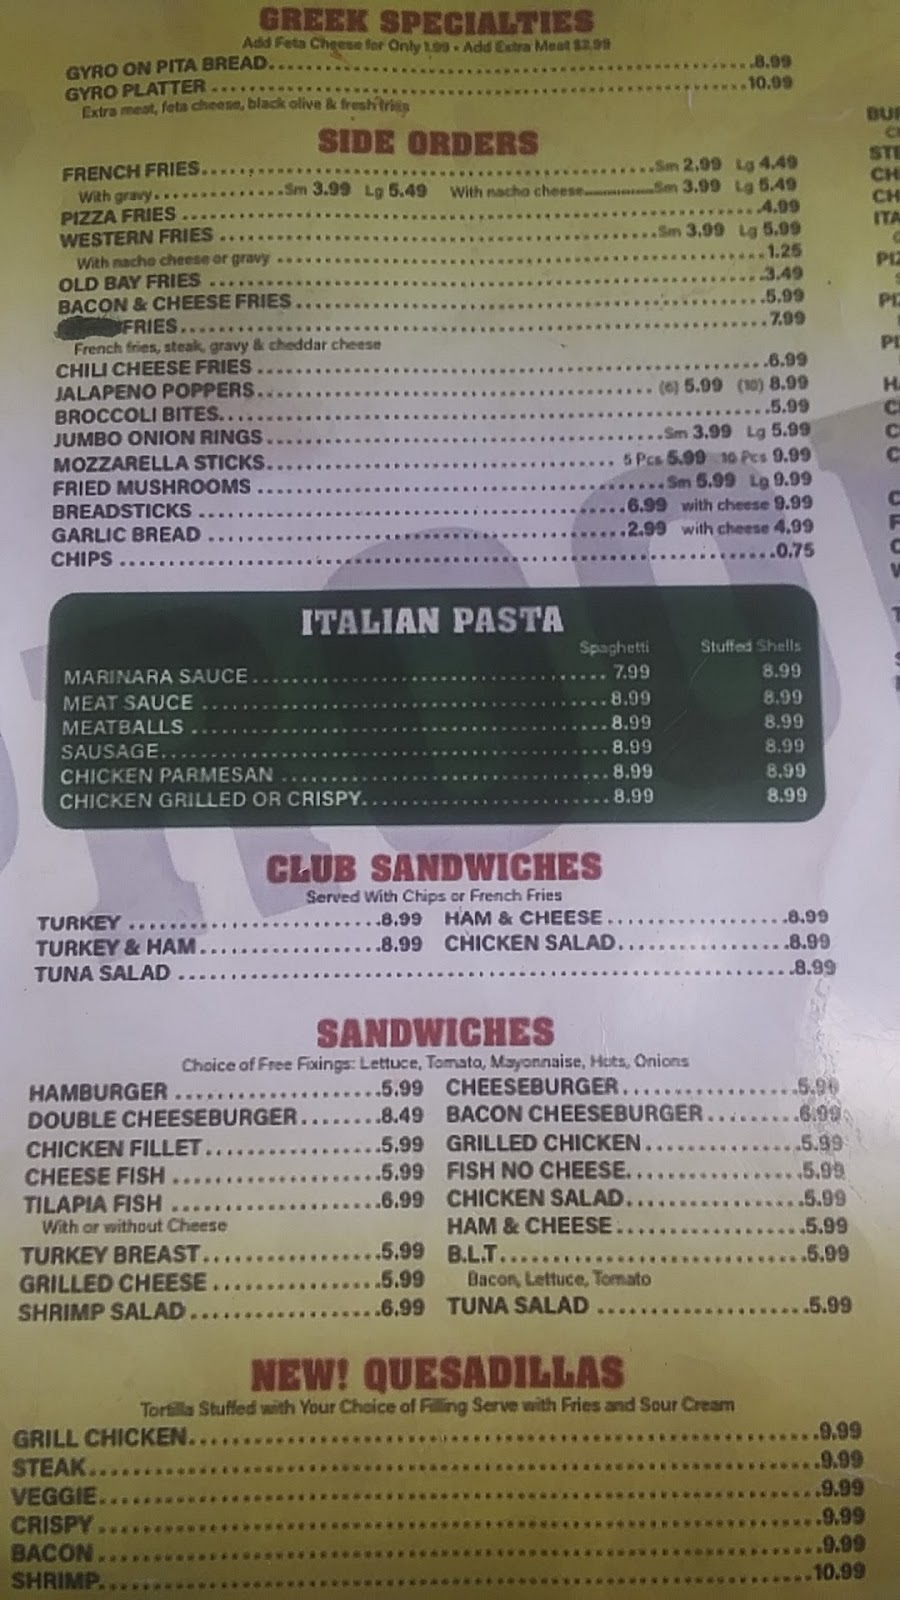 GREEK SPECIALTIES
Add Feta Cheese for Only 1.99 • Add Extra Meat $2.99
GYRO ON PITA BREAD 8.99
GYRO PLATTER 10.99
Extra meat, feta cheese, black olive & fresh fries
SIDE ORDERS
FRENCH FRIES Sm 2.99 Lg 4.49
With gravy Sm 3.99 Lg 5.49 With nacho cheese Sm 3.99 Lg 5.49
PIZZA FRIES 4.99
WESTERN FRIES Sm 3.99 Lg 5.99
With nacho cheese or gravy 1.25
OLD BAY FRIES 3.49
BACON & CHEESE FRIES 5.99
FRIES 7.99
French fries, steak, gravy & cheddar cheese
CHILI CHEESE FRIES 6.99
JALAPENO POPPERS (6) 5.99 (10) 8.99
BROCCOLI BITES 5.99
JUMBO ONION RINGS Sm 3.99 Lg 5.99
MOZZARELLA STICKS 5 Pcs 5.99 10 Pcs 9.99
FRIED MUSHROOMS Sm 5.99 Lg 9.99
BREADSTICKS 6.99 with cheese 9.99
GARLIC BREAD 2.99 with cheese 4.99
CHIPS 0.75
ITALIAN PASTA
Spaghetti Stuffed Shells
MARINARA SAUCE 7.99 8.99
MEAT SAUCE 8.99 8.99
MEATBALLS 8.99 8.99
SAUSAGE 8.99 8.99
CHICKEN PARMESAN 8.99 8.99
CHICKEN GRILLED OR CRISPY 8.99 8.99
CLUB SANDWICHES
Served With Chips or French Fries
TURKEY 8.99 HAM & CHEESE 8.99
TURKEY & HAM 8.99 CHICKEN SALAD 8.99
TUNA SALAD 8.99
SANDWICHES
Choice of Free Fixings: Lettuce, Tomato, Mayonnaise, Hots, Onions
HAMBURGER 5.99 CHEESEBURGER 5.99
DOUBLE CHEESEBURGER 8.49 BACON CHEESEBURGER 6.99
CHICKEN FILLET 5.99 GRILLED CHICKEN 5.99
CHEESE FISH 5.99 FISH NO CHEESE 5.99
TILAPIA FISH 6.99 CHICKEN SALAD 5.99
With or without Cheese HAM & CHEESE 5.99
TURKEY BREAST 5.99 B.L.T 5.99
GRILLED CHEESE 5.99 Bacon, Lettuce, Tomato
SHRIMP SALAD 6.99 TUNA SALAD 5.99
NEW! QUESADILLAS
Tortilla Stuffed with Your Choice of Filling Serve with Fries and Sour Cream
GRILL CHICKEN 9.99
STEAK 9.99
VEGGIE 9.99
CRISPY 9.99
BACON 9.99
SHRIMP 10.99